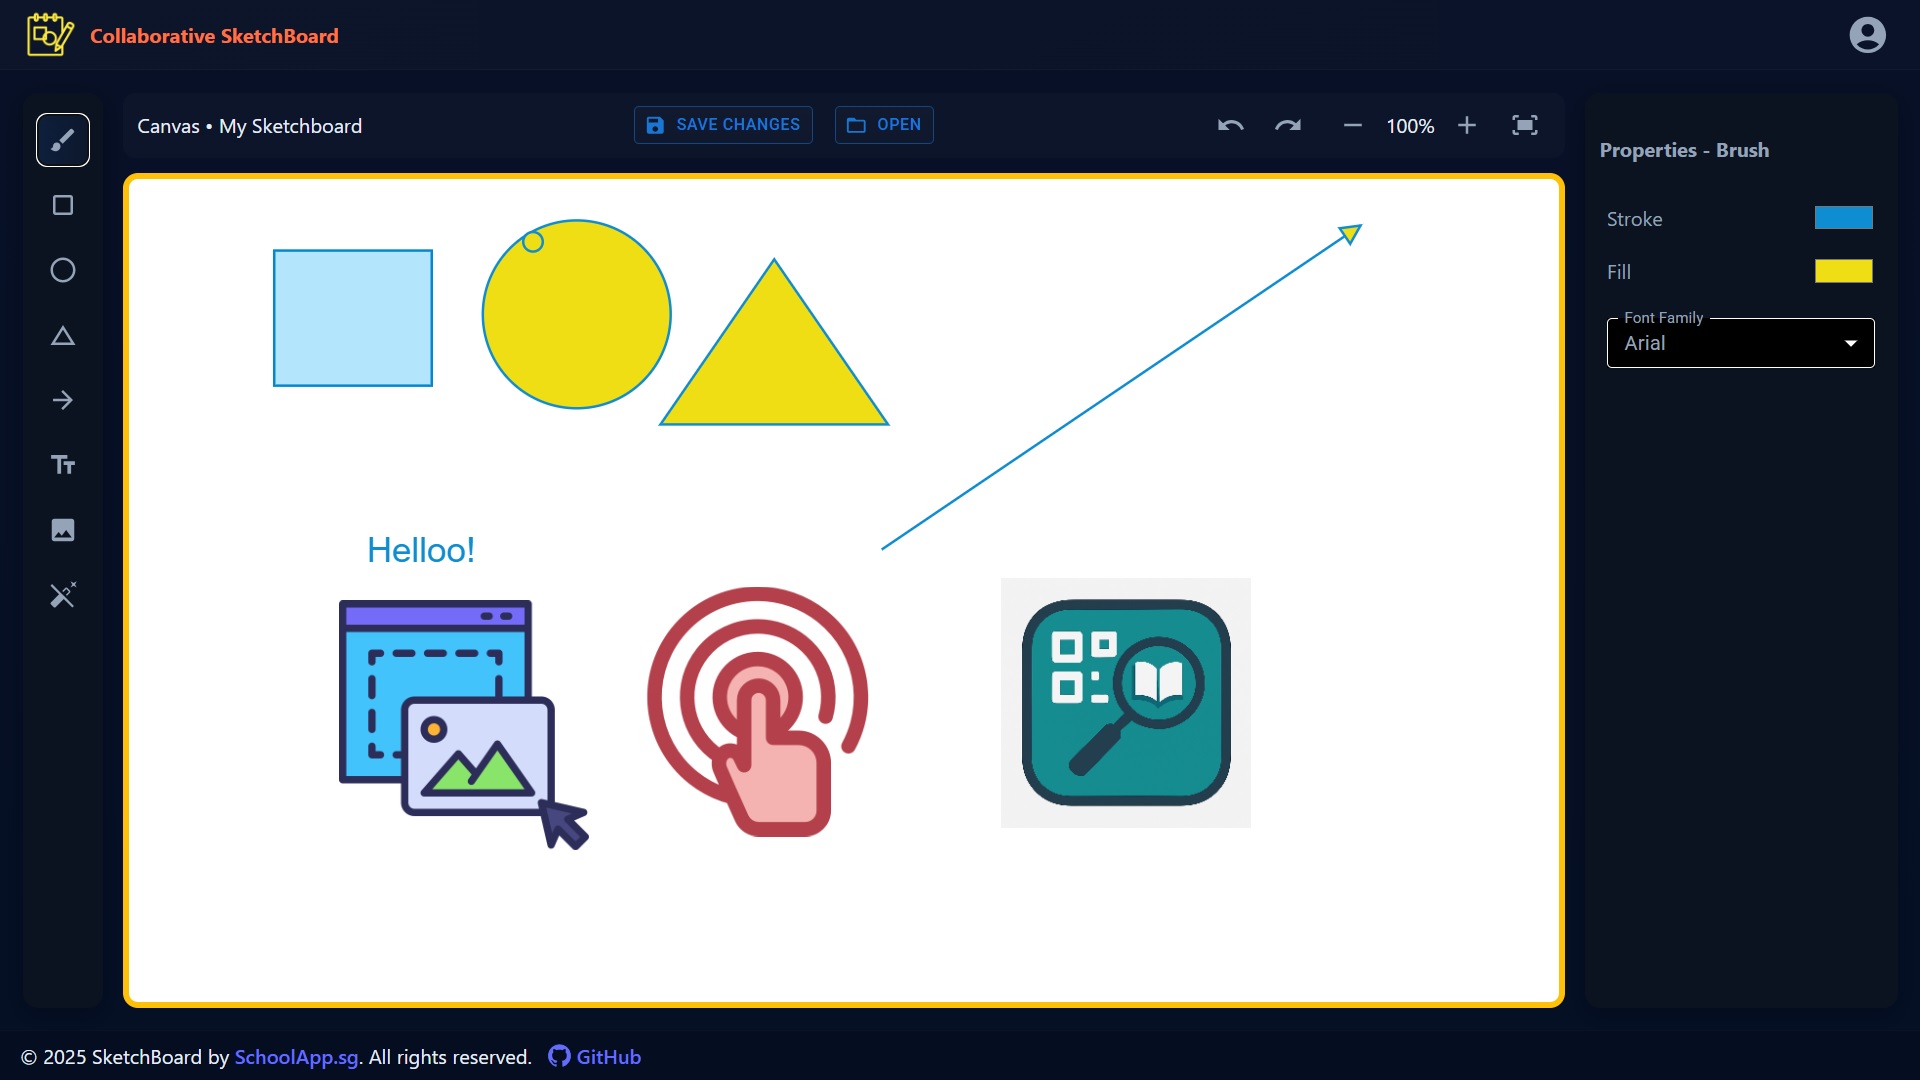 Collaborative SketchBoard
Canvas • My Sketchboard
SAVE CHANGES
OPEN
100%
Properties - Brush
Stroke
Fill
Font Family
Arial
Tт
Helloo!
© 2025 SketchBoard by SchoolApp.sg. All rights reserved. GitHub